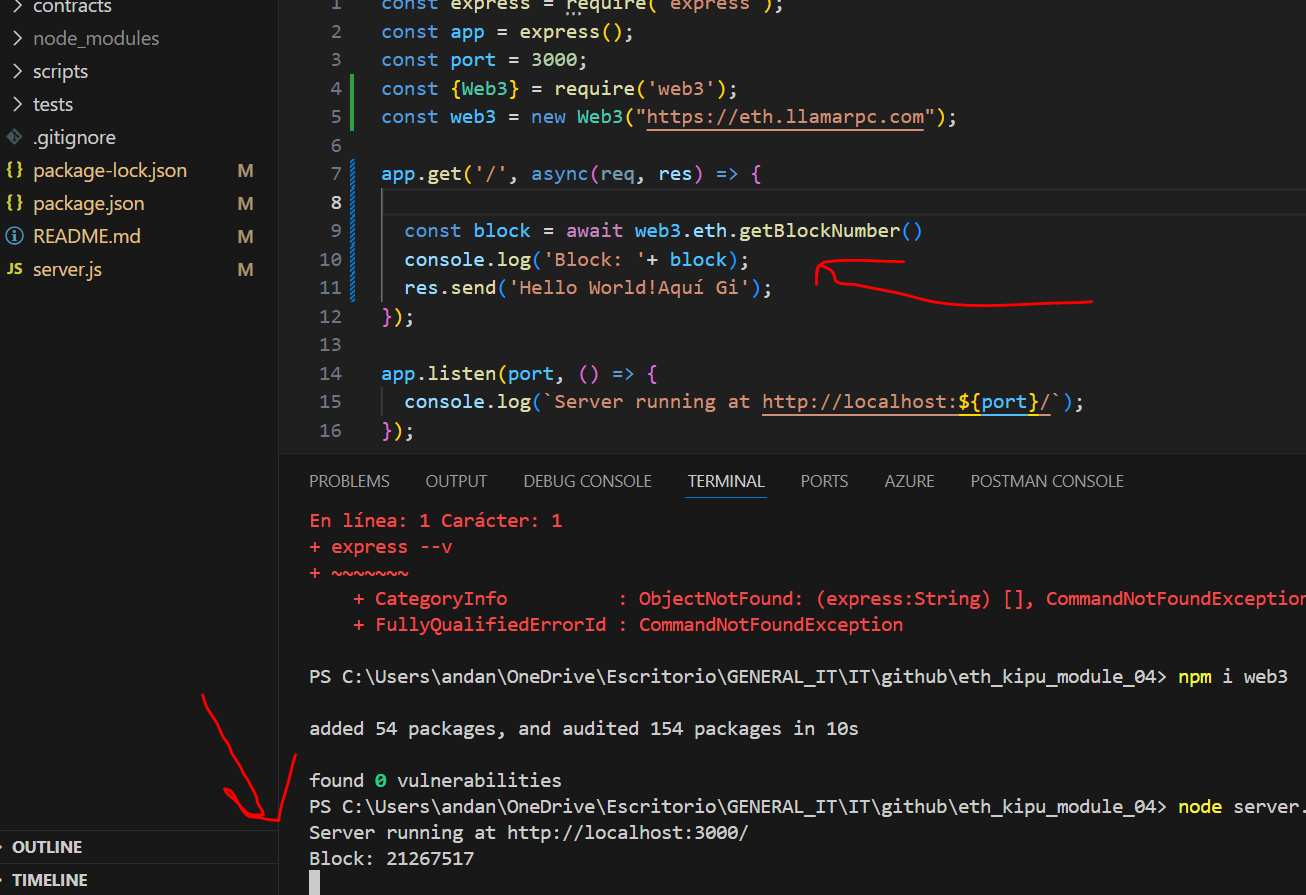 contracts
node_modules
scripts
tests
.gitignore
package-lock.json M
package.json M
README.md M
JS server.js M
1 const express = require('express');
2 const app = express();
3 const port = 3000;
4 const {Web3} = require('web3');
5 const web3 = new Web3("https://eth.llamarpc.com");
6
7 app.get('/', async(req, res) => {
8
9 const block = await web3.eth.getBlockNumber()
10 console.log('Block: '+ block);
11 res.send('Hello World!Aquí Gi');
12 });
13
14 app.listen(port, () => {
15 console.log(`Server running at http://localhost:${port}/`);
16 });
PROBLEMS OUTPUT DEBUG CONSOLE TERMINAL PORTS AZURE POSTMAN CONSOLE
En línea: 1 Carácter: 1
+ express --v
+ ~~~~~~~
+ CategoryInfo : ObjectNotFound: (express:String) [], CommandNotFoundException
+ FullyQualifiedErrorId : CommandNotFoundException
PS C:\Users\andan\OneDrive\Escritorio\GENERAL_IT\IT\github\eth_kipu_module_04> npm i web3
added 54 packages, and audited 154 packages in 10s
found 0 vulnerabilities
PS C:\Users\andan\OneDrive\Escritorio\GENERAL_IT\IT\github\eth_kipu_module_04> node server.
Server running at http://localhost:3000/
Block: 21267517
OUTLINE
TIMELINE